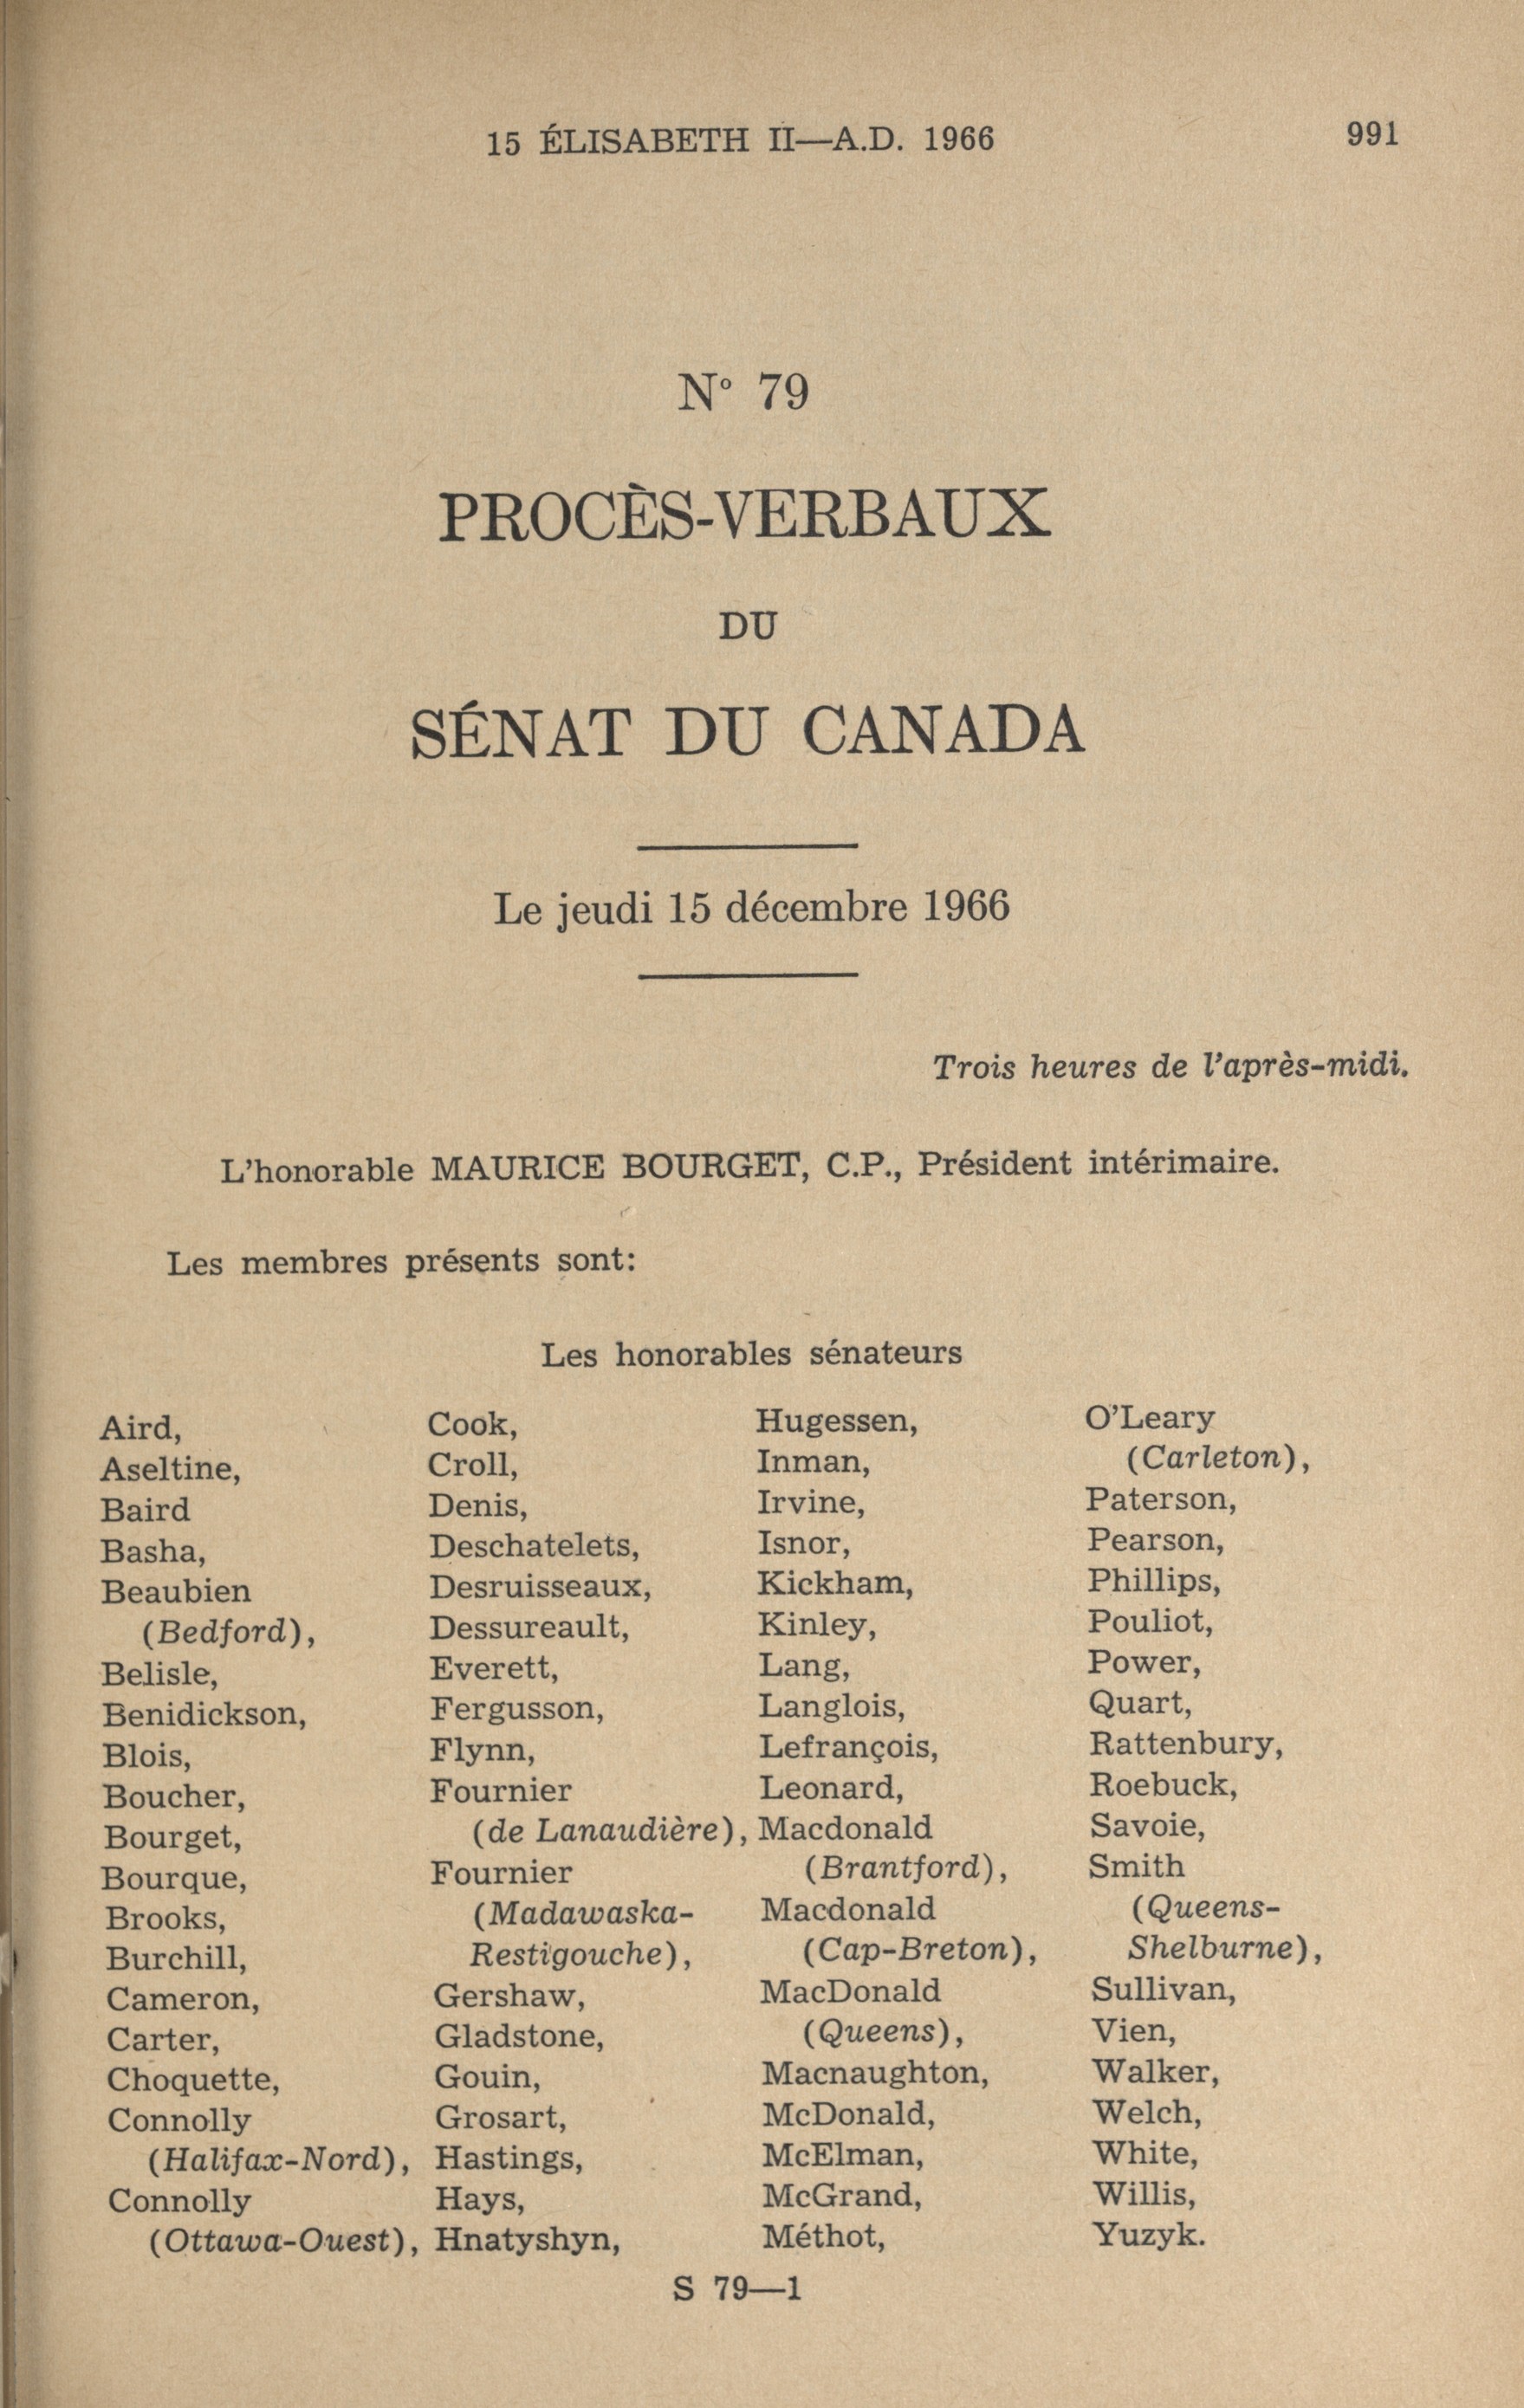 15 ÉLISABETH II—A.D. 1966
991
N° 79
PROCÈS-VERBAUX
DU
SÉNAT DU CANADA
Le jeudi 15 décembre 1966
Trois heures de l'après-midi.
L'honorable MAURICE BOURGET, C.P., Président intérimaire.
Les membres présents sont:
Les honorables sénateurs
Aird,
Aseltine,
Baird
Basha,
Beaubien
(Bedford),
Belisle,
Benidickson,
Blois,
Boucher,
Bourget,
Bourque,
Brooks,
Burchill,
Cameron,
Carter,
Choquette,
Connolly
(Halifax-Nord),
Connolly
(Ottawa-Ouest),
Cook,
Croll,
Denis,
Deschatelets,
Desruisseaux,
Dessureault,
Everett,
Fergusson,
Flynn,
Fournier
(de Lanaudière),
Fournier
(Madawaska-
Restigouche),
Gershaw,
Gladstone,
Gouin,
Grosart,
Hastings,
Hays,
Hnatyshyn,
Hugessen,
Inman,
Irvine,
Isnor,
Kickham,
Kinley,
Lang,
Langlois,
Lefrançois,
Leonard,
Macdonald
(Brantford),
Macdonald
(Cap-Breton),
MacDonald
(Queens),
Macnaughton,
McDonald,
McElman,
McGrand,
Méthot,
O'Leary
(Carleton),
Paterson,
Pearson,
Phillips,
Pouliot,
Power,
Quart,
Rattenbury,
Roebuck,
Savoie,
Smith
(Queens-
Shelburne),
Sullivan,
Vien,
Walker,
Welch,
White,
Willis,
Yuzyk.
S 79—1